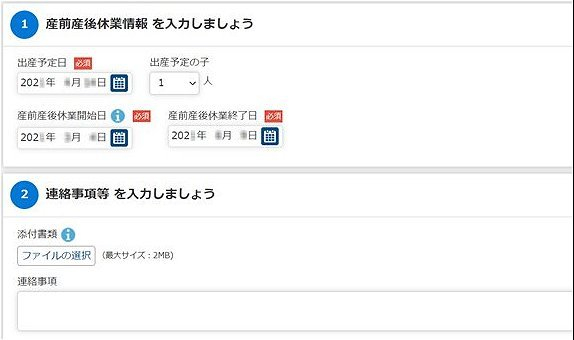 1 産前産後休業情報 を入力しましょう
出産予定日 必須 出産予定の子
202 年 月 日 1 人
産前産後休業開始日 必須 産前産後休業終了日 必須
202 年 月 日 202 年 月 日
2 連絡事項等 を入力しましょう
添付書類
ファイルの選択 (最大サイズ：2MB)
連絡事項